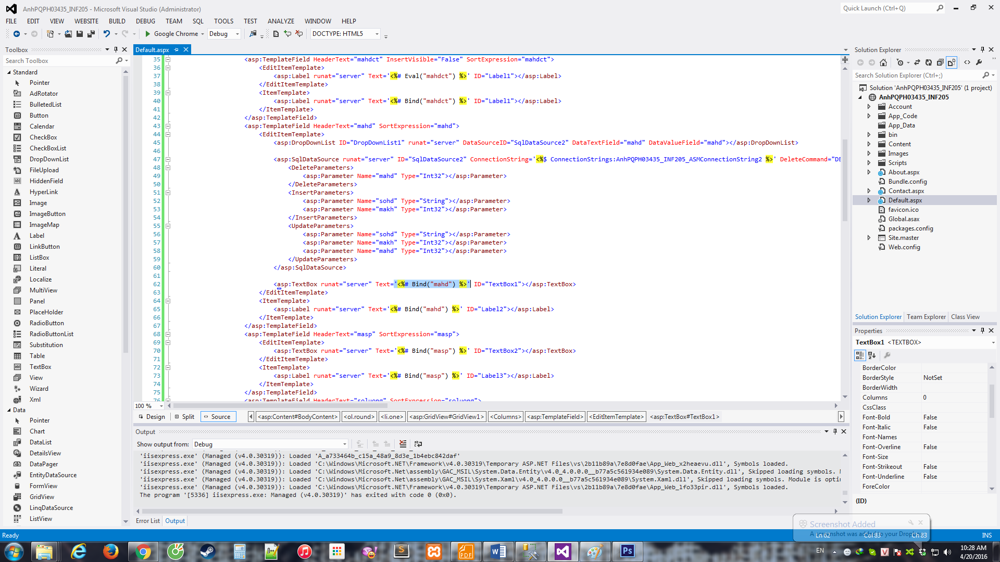 AnhPQPH03435_INF205 - Microsoft Visual Studio (Administrator)
Quick Launch (Ctrl+Q)
FILE EDIT VIEW WEBSITE BUILD DEBUG TEAM SQL TOOLS TEST ANALYZE WINDOW HELP
Google Chrome Debug DOCTYPE: HTML5
Toolbox
Search Toolbox
Standard
Pointer
AdRotator
BulletedList
Button
Calendar
CheckBox
CheckBoxList
DropDownList
FileUpload
HiddenField
HyperLink
Image
ImageButton
ImageMap
Label
LinkButton
ListBox
Literal
Localize
MultiView
Panel
PlaceHolder
RadioButton
RadioButtonList
Substitution
Table
TextBox
View
Wizard
Xml
Data
Pointer
Chart
DataList
DetailsView
DataPager
EntityDataSource
FormView
GridView
LinqDataSource
ListView
Default.aspx
35 <asp:TemplateField HeaderText="mahdct" InsertVisible="False" SortExpression="mahdct">
36 <EditItemTemplate>
37 <asp:Label runat="server" Text='<%# Eval("mahdct") %>' ID="Label1"></asp:Label>
38 </EditItemTemplate>
39 <ItemTemplate>
40 <asp:Label runat="server" Text='<%# Bind("mahdct") %>' ID="Label1"></asp:Label>
41 </ItemTemplate>
42 </asp:TemplateField>
43 <asp:TemplateField HeaderText="mahd" SortExpression="mahd">
44 <EditItemTemplate>
45 <asp:DropDownList ID="DropDownList1" runat="server" DataSourceID="SqlDataSource2" DataTextField="mahd" DataValueField="mahd"></asp:DropDownList>
46
47 <asp:SqlDataSource runat="server" ID="SqlDataSource2" ConnectionString='<%$ ConnectionStrings:AnhPQPH03435_INF205_ASMConnectionString2 %>' DeleteCommand="DE
48 <DeleteParameters>
49 <asp:Parameter Name="mahd" Type="Int32"></asp:Parameter>
50 </DeleteParameters>
51 <InsertParameters>
52 <asp:Parameter Name="sohd" Type="String"></asp:Parameter>
53 <asp:Parameter Name="makh" Type="Int32"></asp:Parameter>
54 </InsertParameters>
55 <UpdateParameters>
56 <asp:Parameter Name="sohd" Type="String"></asp:Parameter>
57 <asp:Parameter Name="makh" Type="Int32"></asp:Parameter>
58 <asp:Parameter Name="mahd" Type="Int32"></asp:Parameter>
59 </UpdateParameters>
60 </asp:SqlDataSource>
61
62 <asp:TextBox runat="server" Text='<%# Bind("mahd") %>' ID="TextBox1"></asp:TextBox>
63 </EditItemTemplate>
64 <ItemTemplate>
65 <asp:Label runat="server" Text='<%# Bind("mahd") %>' ID="Label2"></asp:Label>
66 </ItemTemplate>
67 </asp:TemplateField>
68 <asp:TemplateField HeaderText="masp" SortExpression="masp">
69 <EditItemTemplate>
70 <asp:TextBox runat="server" Text='<%# Bind("masp") %>' ID="TextBox2"></asp:TextBox>
71 </EditItemTemplate>
72 <ItemTemplate>
73 <asp:Label runat="server" Text='<%# Bind("masp") %>' ID="Label3"></asp:Label>
74 </ItemTemplate>
75 </asp:TemplateField>
76 <asp:TemplateField HeaderText="soluong" SortExpression="soluong">
100 %
Design Split Source <asp:Content#BodyContent> <ol.round> <li.one> <asp:GridView#GridView1> <Columns> <asp:TemplateField> <EditItemTemplate> <asp:TextBox#TextBox1>
Output
Show output from: Debug
'iisexpress.exe' (Managed (v4.0.30319)): Loaded 'A_a733464b_c15a_48a9_8d3e_1b4ebc842daf'
'iisexpress.exe' (Managed (v4.0.30319)): Loaded 'C:\Windows\Microsoft.NET\Framework\v4.0.30319\Temporary ASP.NET Files\vs\2b11b89a\7e8d0fae\App_Web_x2heaevu.dll', Symbols loaded.
'iisexpress.exe' (Managed (v4.0.30319)): Loaded 'C:\Windows\Microsoft.Net\assembly\GAC_MSIL\System.Data.Entity\v4.0_4.0.0.0__b77a5c561934e089\System.Data.Entity.dll', Skipped loading symbols. M
'iisexpress.exe' (Managed (v4.0.30319)): Loaded 'C:\Windows\Microsoft.Net\assembly\GAC_MSIL\System.Xaml\v4.0_4.0.0.0__b77a5c561934e089\System.Xaml.dll', Skipped loading symbols. Module is opti
'iisexpress.exe' (Managed (v4.0.30319)): Loaded 'C:\Windows\Microsoft.NET\Framework\v4.0.30319\Temporary ASP.NET Files\vs\2b11b89a\7e8d0fae\App_Web_lfo33pir.dll', Symbols loaded.
The program '[5336] iisexpress.exe: Managed (v4.0.30319)' has exited with code 0 (0x0).
Error List Output
Solution Explorer
Search Solution Explorer (Ctrl+;)
Solution 'AnhPQPH03435_INF205' (1 project)
AnhPQPH03435_INF205
Account
App_Code
App_Data
bin
Content
Images
Scripts
About.aspx
Bundle.config
Contact.aspx
Default.aspx
favicon.ico
Global.asax
packages.config
Site.master
Web.config
Solution Explorer Team Explorer Class View
Properties
TextBox1 <TEXTBOX>
BorderColor
BorderStyle NotSet
BorderWidth
Columns 0
CssClass
Font-Bold False
Font-Italic False
Font-Names
Font-Overline False
Font-Size
Font-Strikeout False
Font-Underline False
ForeColor
(ID)
Screenshot Added
A screenshot was added to your Dropbox
Ready Ln 62 Col 83 Ch 83 INS
PDF
Ps
EN
10:28 AM
4/20/2016